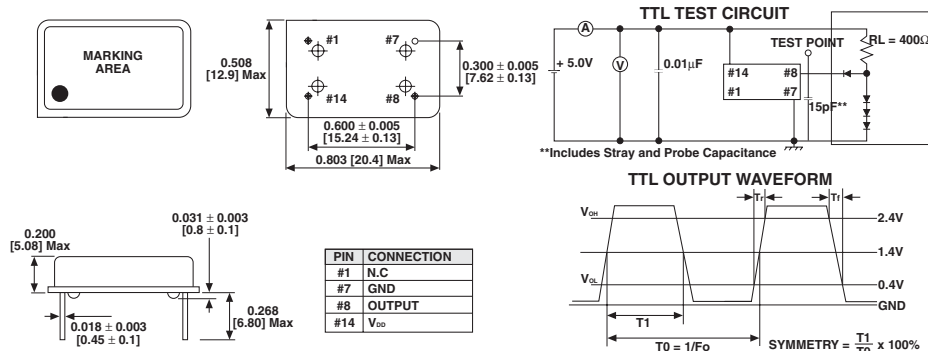 MARKING
AREA
0.508
[12.9] Max
#1
#7
#14
#8
0.300 ± 0.005
[7.62 ± 0.13]
0.600 ± 0.005
[15.24 ± 0.13]
0.803 [20.4] Max
TTL TEST CIRCUIT
A
+ 5.0V
V
0.01µF
TEST POINT
RL = 400Ω
#14
#8
#1
#7
15pF**
**Includes Stray and Probe Capacitance
0.200
[5.08] Max
0.031 ± 0.003
[0.8 ± 0.1]
0.018 ± 0.003
[0.45 ± 0.1]
0.268
[6.80] Max
PIN CONNECTION
#1 N.C
#7 GND
#8 OUTPUT
#14 VDD
TTL OUTPUT WAVEFORM
Tr
Tf
VOH
2.4V
1.4V
VOL
0.4V
GND
T1
T0 = 1/Fo
SYMMETRY = T1/T0 x 100%